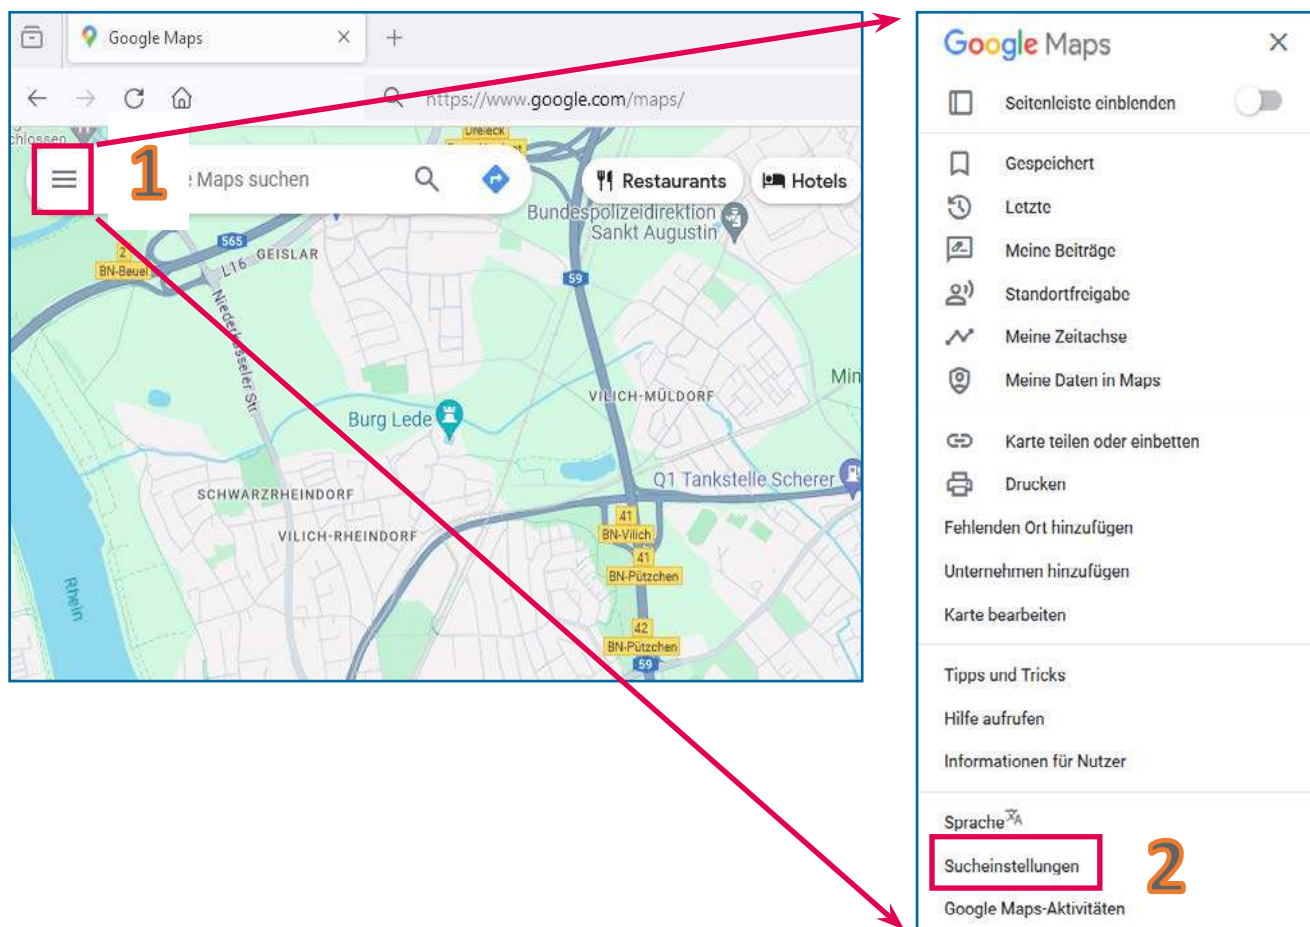 Google Maps
https://www.google.com/maps/
chlossen
Dreieck
1
Maps suchen
Restaurants
Hotels
Bundespolizeidirektion
Sankt Augustin
565
GEISLAR
2
BN-Beuel
L16
59
Niederkasseler Str.
Min
VILICH-MÜLDORF
Burg Lede
Q1 Tankstelle Scherer
SCHWARZRHEINDORF
41
VILICH-RHEINDORF
BN-Vilich
41
BN-Pützchen
Rhein
42
BN-Pützchen
59
Google Maps
Seitenleiste einblenden
Gespeichert
Letzte
Meine Beiträge
Standortfreigabe
Meine Zeitachse
Meine Daten in Maps
Karte teilen oder einbetten
Drucken
Fehlenden Ort hinzufügen
Unternehmen hinzufügen
Karte bearbeiten
Tipps und Tricks
Hilfe aufrufen
Informationen für Nutzer
Sprache
Sucheinstellungen
2
Google Maps-Aktivitäten